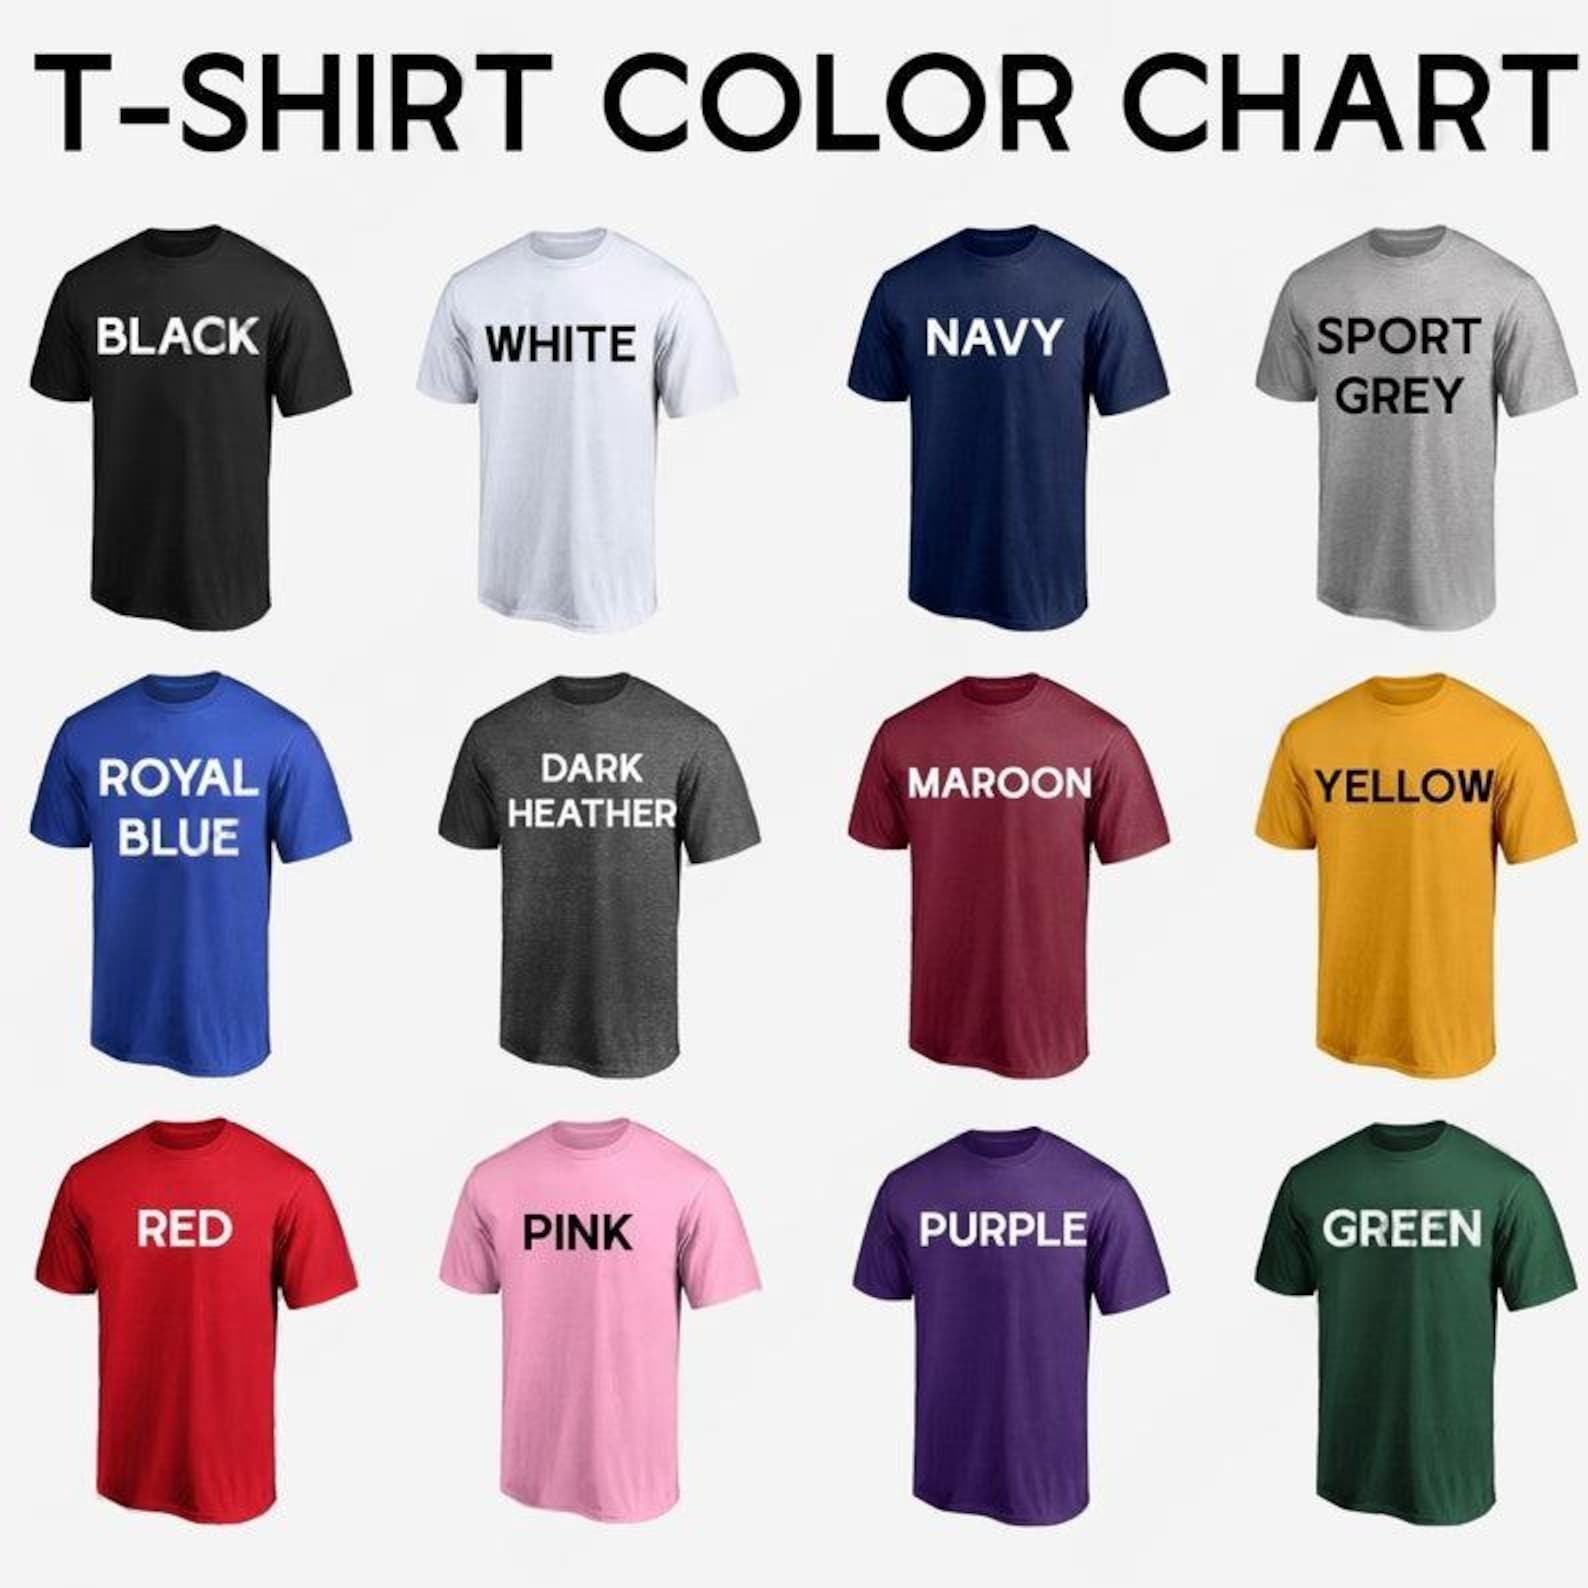 T-SHIRT COLOR CHART
BLACK
WHITE
NAVY
SPORT
GREY
ROYAL
BLUE
DARK
HEATHER
MAROON
YELLOW
RED
PINK
PURPLE
GREEN